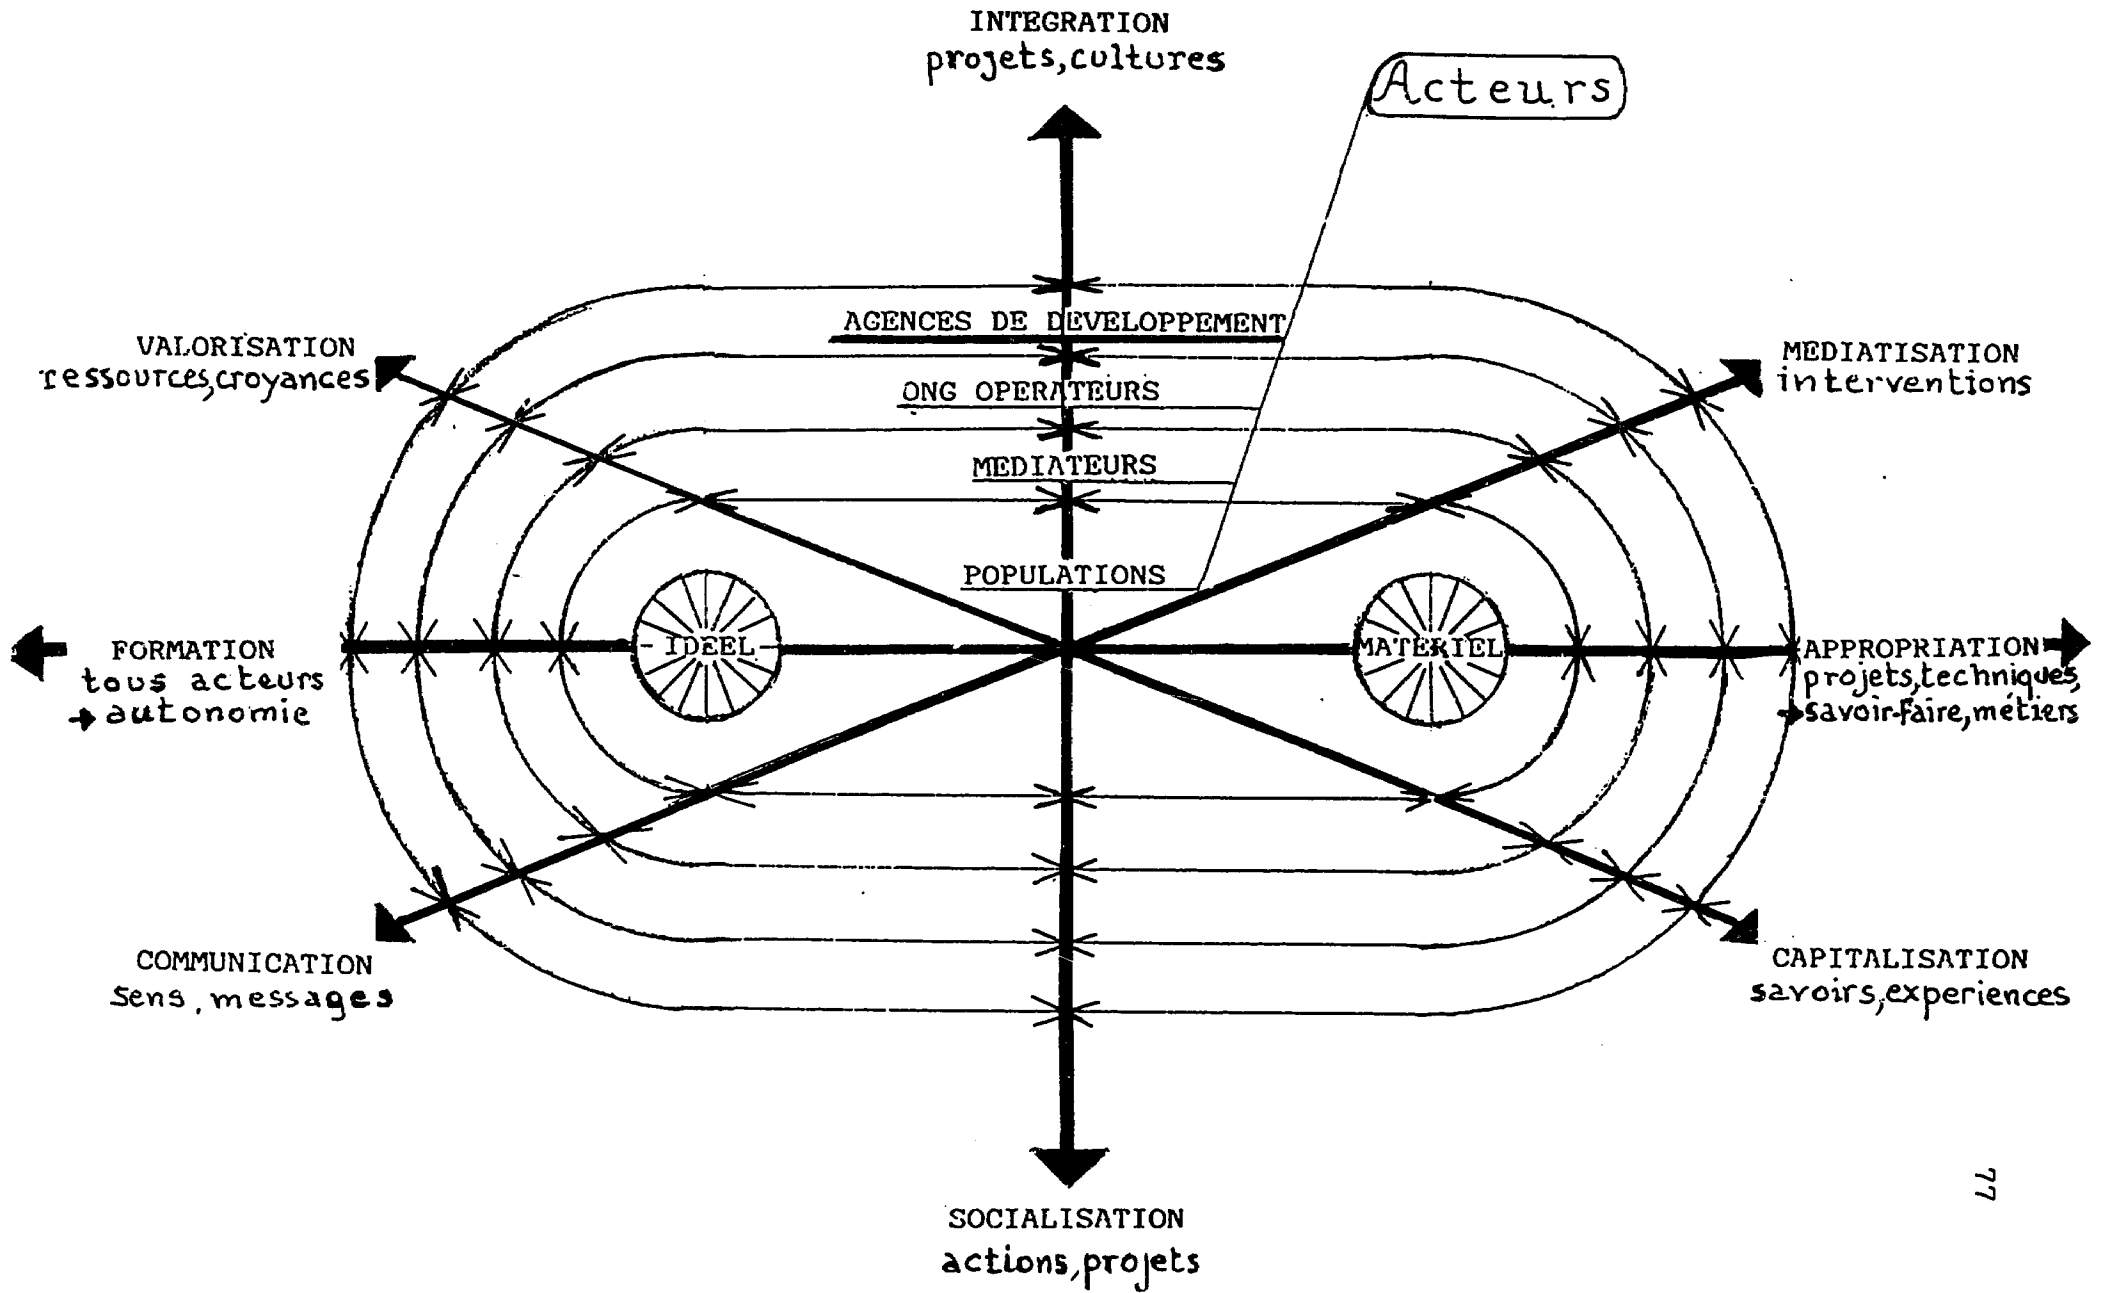 INTEGRATION
projets, cultures
Acteurs
AGENCES DE DEVELOPPEMENT
VALORISATION
ressources, croyances
MEDIATISATION
interventions
ONG OPERATEURS
MEDIATEURS
POPULATIONS
FORMATION
tous acteurs
→ autonomie
IDEEL
MATERIEL
APPROPRIATION
projets, techniques,
→ savoir-faire, métiers
COMMUNICATION
sens, messages
CAPITALISATION
savoirs, experiences
77
SOCIALISATION
actions, projets